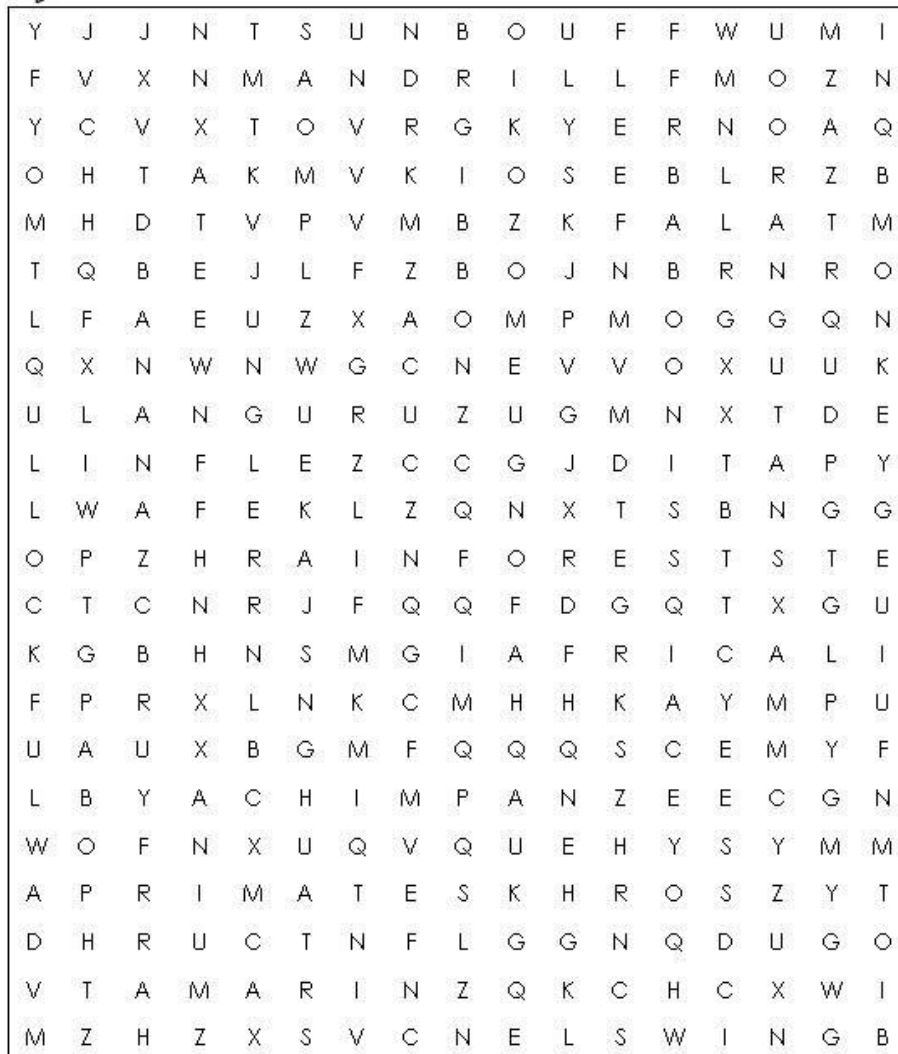 Y J J N T S U N B O U F F W U M I
F V X N M A N D R I L L F M O Z N
Y C V X T O V R G K Y E R N O A Q
O H T A K M V K I O S E B L R Z B
M H D T V P V M B Z K F A L A T M
T Q B E J L F Z B O J N B R N R O
L F A E U Z X A O M P M O G G Q N
Q X N W N W G C N E V V O X U U K
U L A N G U R U Z U G M N X T D E
L I N F L E Z C C G J D I T A P Y
L W A F E K L Z Q N X T S B N G G
O P Z H R A I N F O R E S T S T E
C T C N R J F Q Q F D G Q T X G U
K G B H N S M G I A F R I C A L I
F P R X L N K C M H H K A Y M P U
U A U X B G M F Q Q Q S C E M Y F
L B Y A C H I M P A N Z E E C G N
W O F N X U Q V Q U E H Y S Y M M
A P R I M A T E S K H R O S Z Y T
D H R U C T N F L G G N Q D U G O
V T A M A R I N Z Q K C H C X W I
M Z H Z X S V C N E L S W I N G B